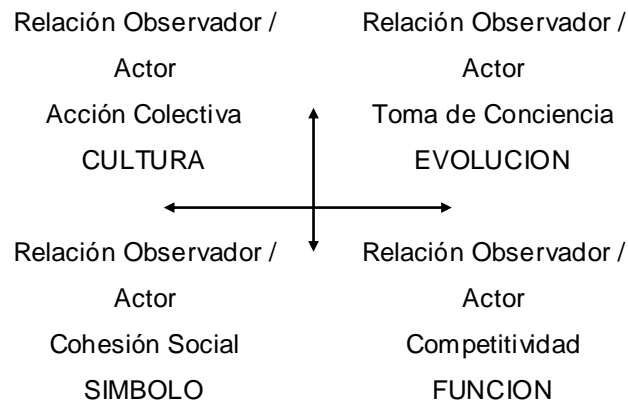 Relación Observador /
Actor
Acción Colectiva
CULTURA
Relación Observador /
Actor
Toma de Conciencia
EVOLUCION
Relación Observador /
Actor
Cohesión Social
SIMBOLO
Relación Observador /
Actor
Competitividad
FUNCION